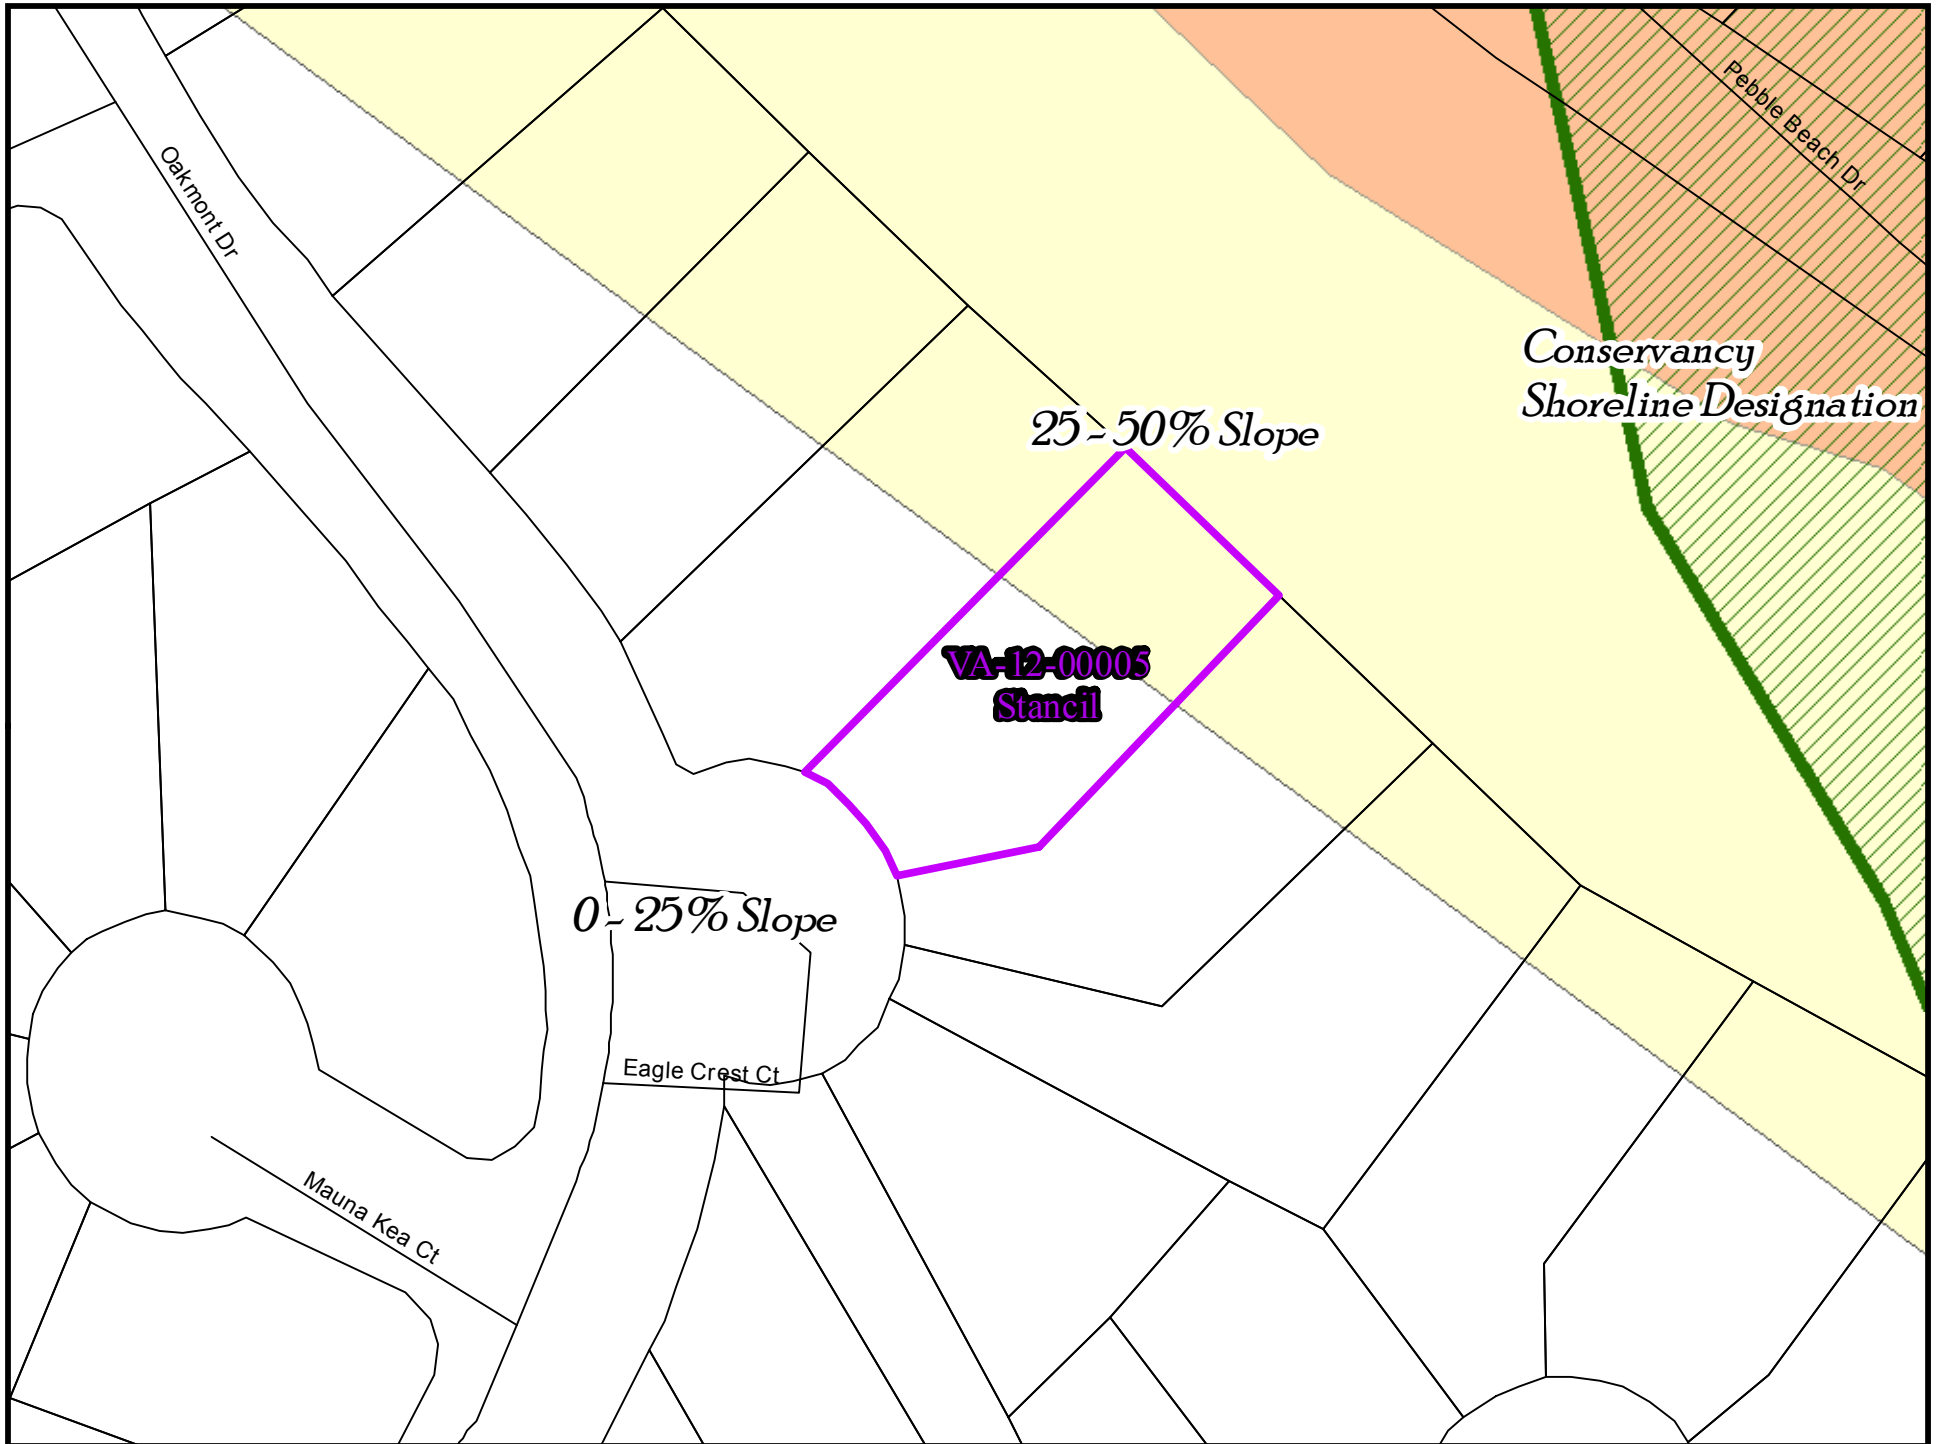 Pebble Beach Dr
Oakmont Dr
Conservancy
Shoreline Designation
25 - 50% Slope
VA-12-00005
Stancil
0 - 25% Slope
Eagle Crest Ct
Mauna Kea Ct